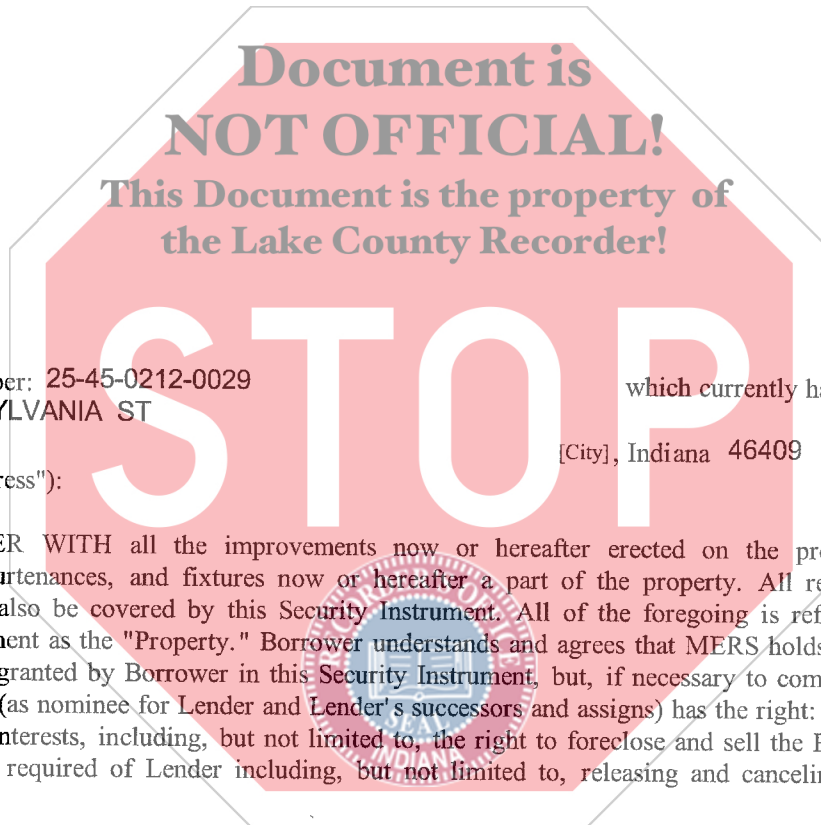 Document is
NOT OFFICIAL!
This Document is the property of
the Lake County Recorder!
STOP
ber: 25-45-0212-0029 which currently ha
YLVANIA ST
[City], Indiana 46409
ress"):
ER WITH all the improvements now or hereafter erected on the pro
urtenances, and fixtures now or hereafter a part of the property. All re
also be covered by this Security Instrument. All of the foregoing is ref
ment as the "Property." Borrower understands and agrees that MERS holds
granted by Borrower in this Security Instrument, but, if necessary to com
(as nominee for Lender and Lender's successors and assigns) has the right:
nterests, including, but not limited to, the right to foreclose and sell the P
required of Lender including, but not limited to, releasing and cancelin
RECORDER'S OFFICE
SEAL
INDIANA